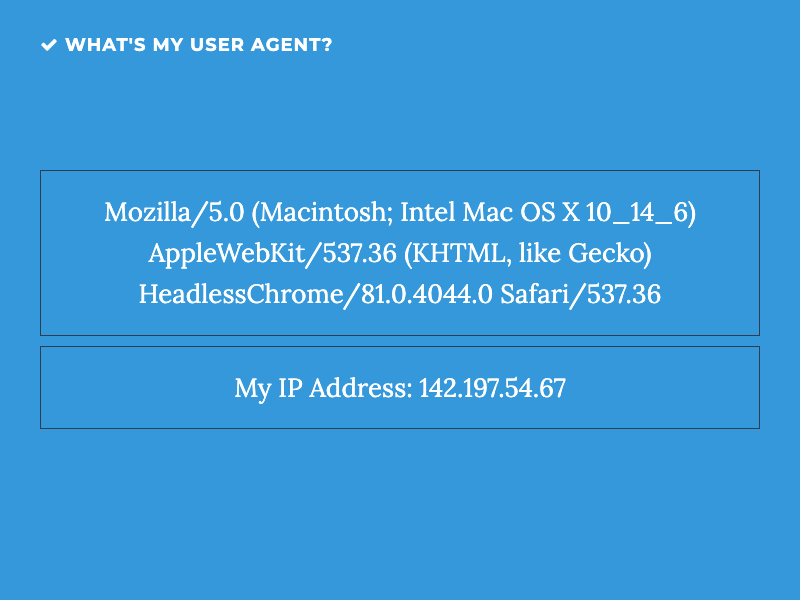 WHAT'S MY USER AGENT?
Mozilla/5.0 (Macintosh; Intel Mac OS X 10_14_6)
AppleWebKit/537.36 (KHTML, like Gecko)
HeadlessChrome/81.0.4044.0 Safari/537.36
My IP Address: 142.197.54.67